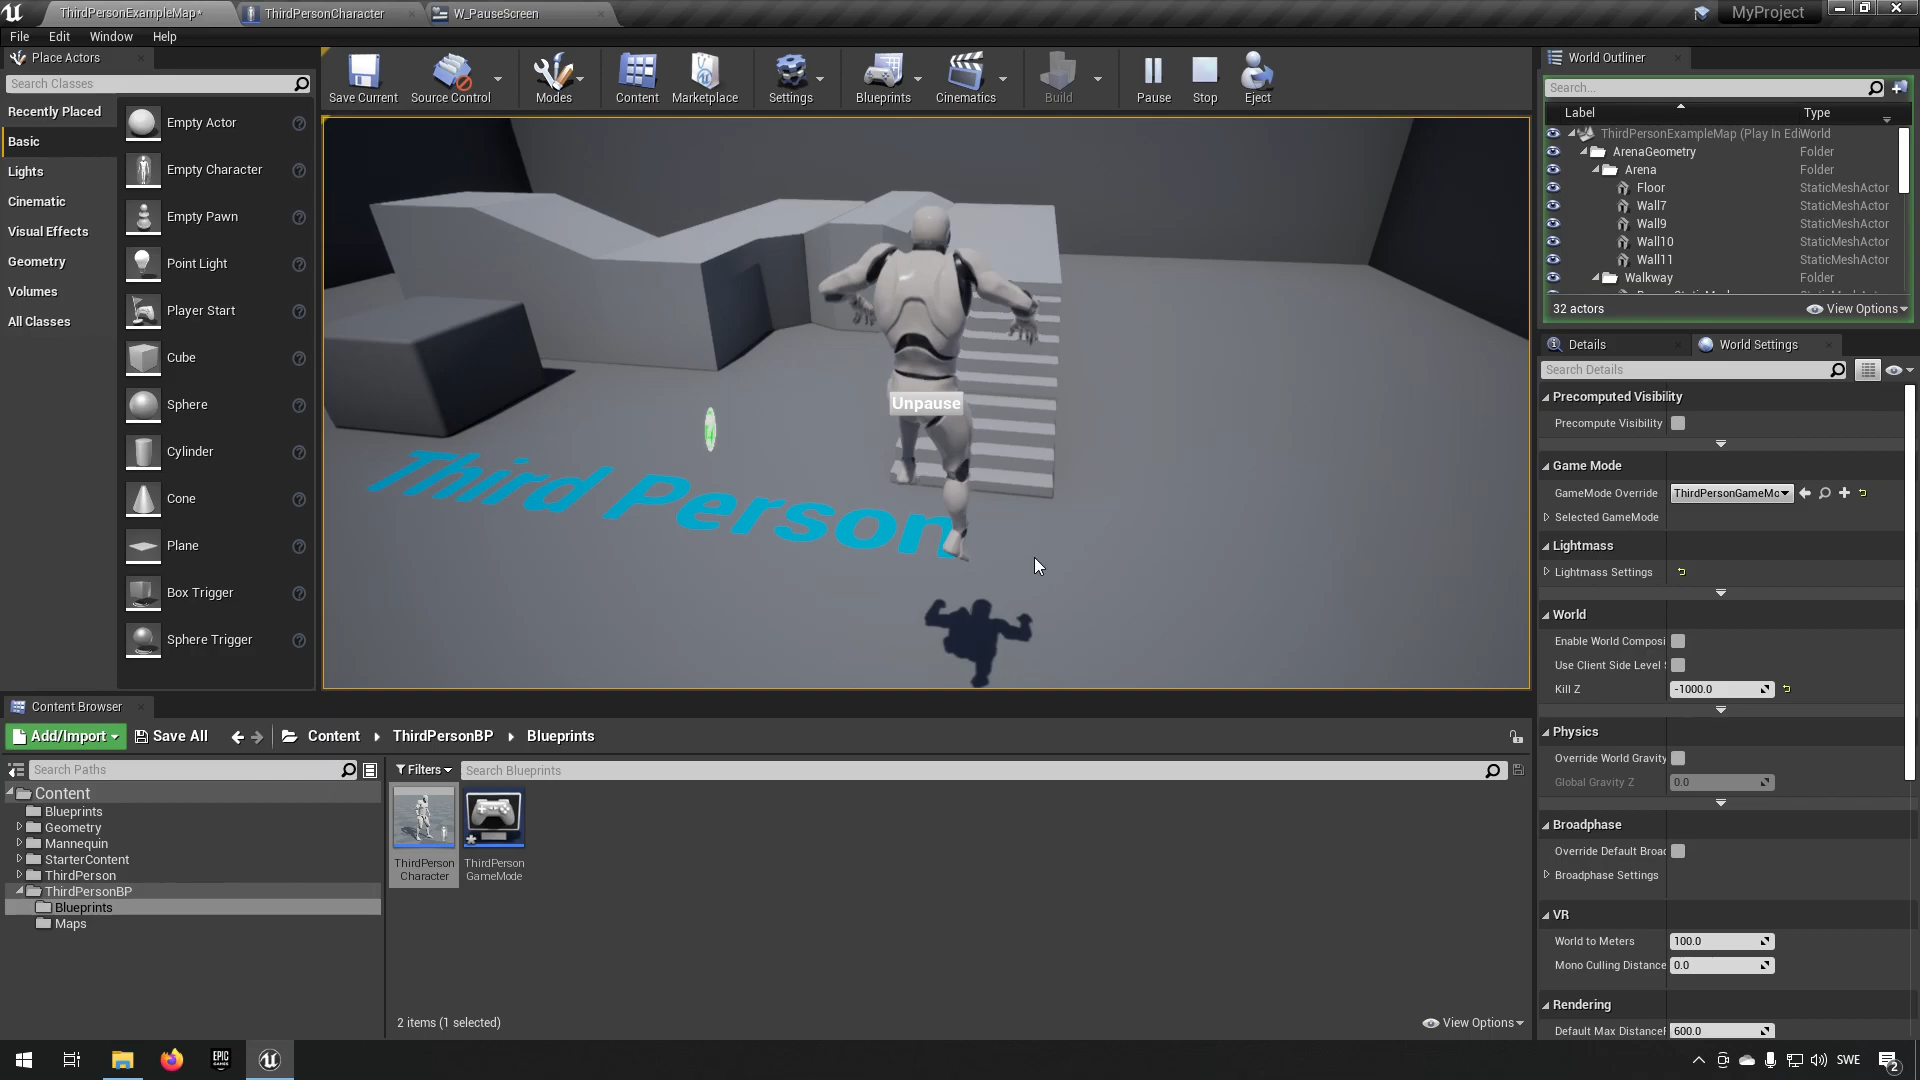 ThirdPersonExampleMap*
ThirdPersonCharacter
W_PauseScreen
MyProject
File
Edit
Window
Help
Place Actors
Search Classes
Recently Placed
Basic
Lights
Cinematic
Visual Effects
Geometry
Volumes
All Classes
Empty Actor
Empty Character
Empty Pawn
Point Light
Player Start
Cube
Sphere
Cylinder
Cone
Plane
Box Trigger
Sphere Trigger
Save Current
Source Control
Modes
Content
Marketplace
Settings
Blueprints
Cinematics
Build
Pause
Stop
Eject
Unpause
Third Person
World Outliner
Search...
Label
Type
ThirdPersonExampleMap (Play In Edi
World
ArenaGeometry
Folder
Arena
Folder
Floor
StaticMeshActor
Wall7
StaticMeshActor
Wall9
StaticMeshActor
Wall10
StaticMeshActor
Wall11
StaticMeshActor
Walkway
Folder
32 actors
View Options
Details
World Settings
Search Details
Precomputed Visibility
Precompute Visibility
Game Mode
GameMode Override
ThirdPersonGameMo
Selected GameMode
Lightmass
Lightmass Settings
World
Enable World Composi
Use Client Side Level
Kill Z
-1000.0
Physics
Override World Gravity
Global Gravity Z
0.0
Broadphase
Override Default Broad
Broadphase Settings
VR
World to Meters
100.0
Mono Culling Distance
0.0
Rendering
Default Max DistanceF
600.0
Content Browser
Add/Import
Save All
Content
ThirdPersonBP
Blueprints
Search Paths
Filters
Search Blueprints
Content
Blueprints
Geometry
Mannequin
StarterContent
ThirdPerson
ThirdPersonBP
Blueprints
Maps
ThirdPerson
Character
ThirdPerson
GameMode
2 items (1 selected)
View Options
EPIC
GAMES
SWE
2